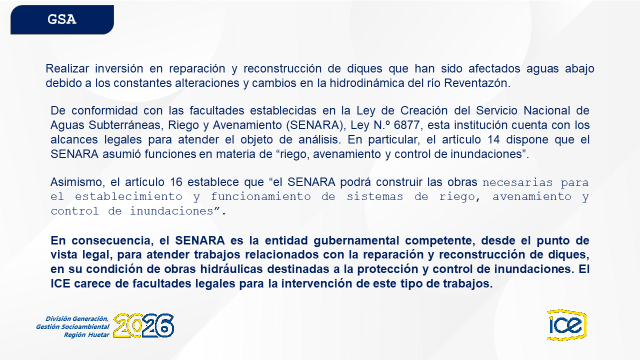 GSA
Realizar inversión en reparación y reconstrucción de diques que han sido afectados aguas abajo
debido a los constantes alteraciones y cambios en la hidrodinámica del río Reventazón.
De conformidad con las facultades establecidas en la Ley de Creación del Servicio Nacional de
Aguas Subterráneas, Riego y Avenamiento (SENARA), Ley N.º 6877, esta institución cuenta con los
alcances legales para atender el objeto de análisis. En particular, el artículo 14 dispone que el
SENARA asumió funciones en materia de “riego, avenamiento y control de inundaciones”.
Asimismo, el artículo 16 establece que “el SENARA podrá construir las obras necesarias para
el establecimiento y funcionamiento de sistemas de riego, avenamiento y
control de inundaciones”.
En consecuencia, el SENARA es la entidad gubernamental competente, desde el punto de
vista legal, para atender trabajos relacionados con la reparación y reconstrucción de diques,
en su condición de obras hidráulicas destinadas a la protección y control de inundaciones. El
ICE carece de facultades legales para la intervención de este tipo de trabajos.
División Generación.
Gestión Socioambiental
Región Huetar
2026
ice